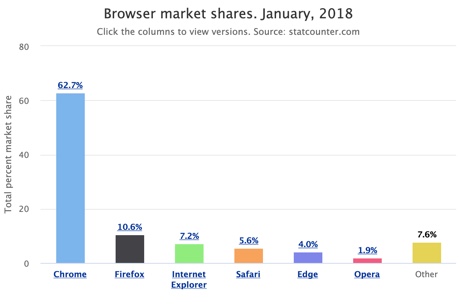 Browser market shares. January, 2018
Click the columns to view versions. Source: statcounter.com
Total percent market share
80
60
40
20
0
62.7%
10.6%
7.2%
5.6%
4.0%
1.9%
7.6%
Chrome
Firefox
Internet
Explorer
Safari
Edge
Opera
Other